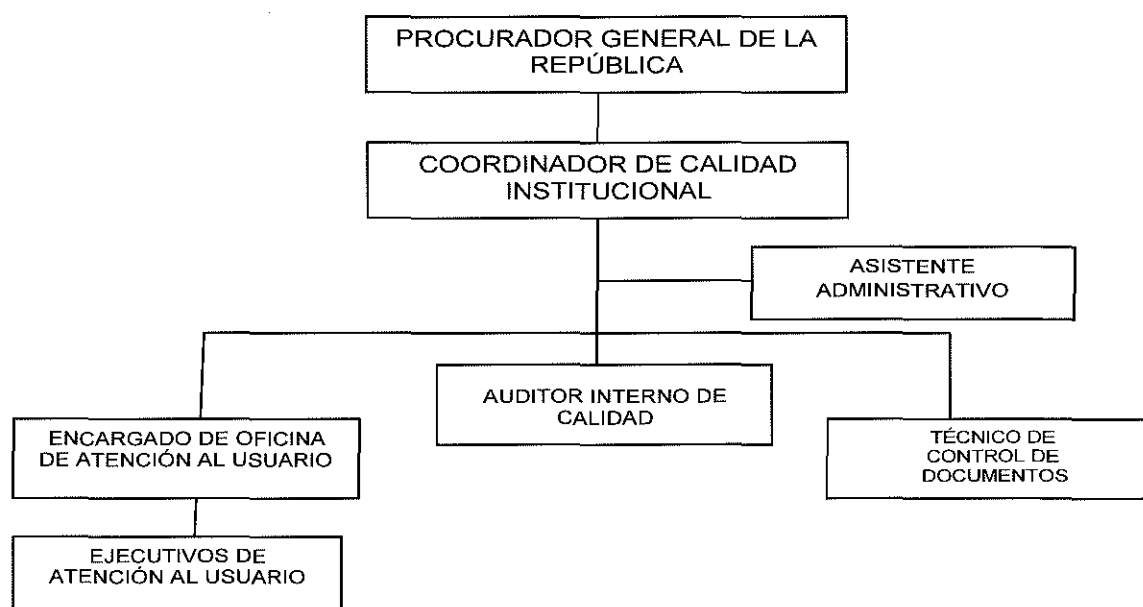 PROCURADOR GENERAL DE LA
REPÚBLICA
COORDINADOR DE CALIDAD
INSTITUCIONAL
ASISTENTE
ADMINISTRATIVO
AUDITOR INTERNO DE
CALIDAD
ENCARGADO DE OFICINA
DE ATENCIÓN AL USUARIO
TÉCNICO DE
CONTROL DE
DOCUMENTOS
EJECUTIVOS DE
ATENCIÓN AL USUARIO